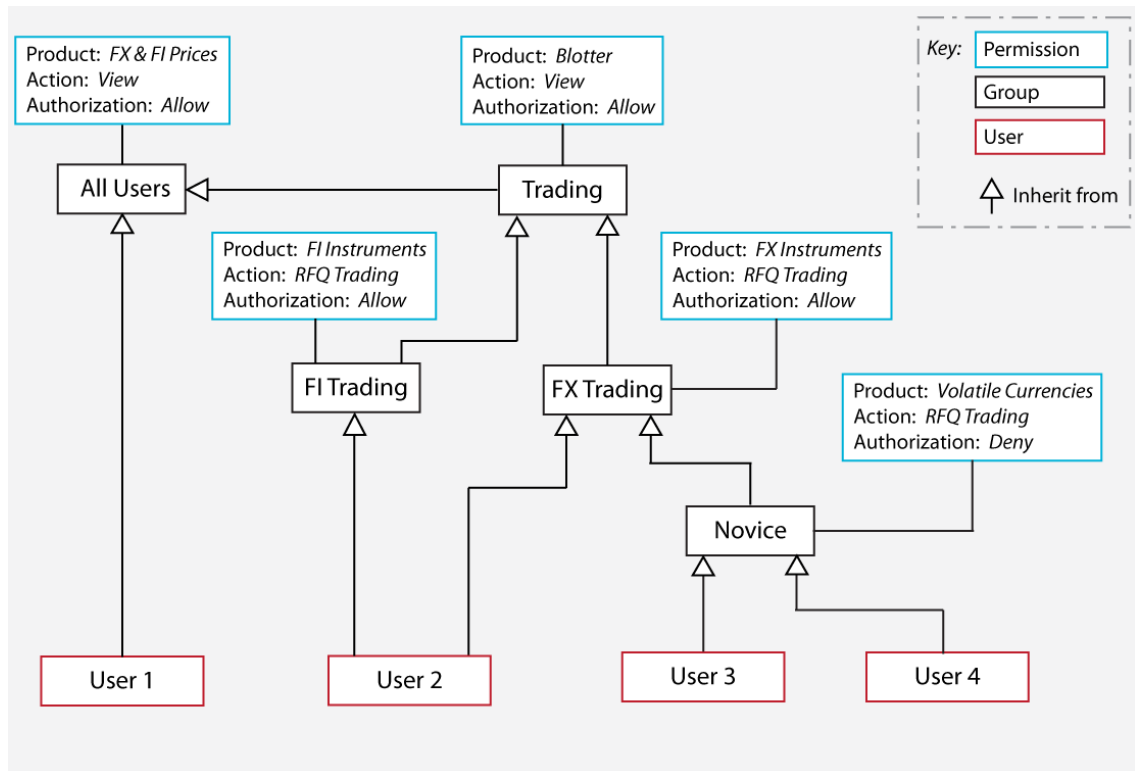 Product: FX & FI Prices
Action: View
Authorization: Allow
Product: Blotter
Action: View
Authorization: Allow
Key:
Permission
Group
User
Inherit from
All Users
Trading
Product: FI Instruments
Action: RFQ Trading
Authorization: Allow
Product: FX Instruments
Action: RFQ Trading
Authorization: Allow
FI Trading
FX Trading
Product: Volatile Currencies
Action: RFQ Trading
Authorization: Deny
Novice
User 1
User 2
User 3
User 4